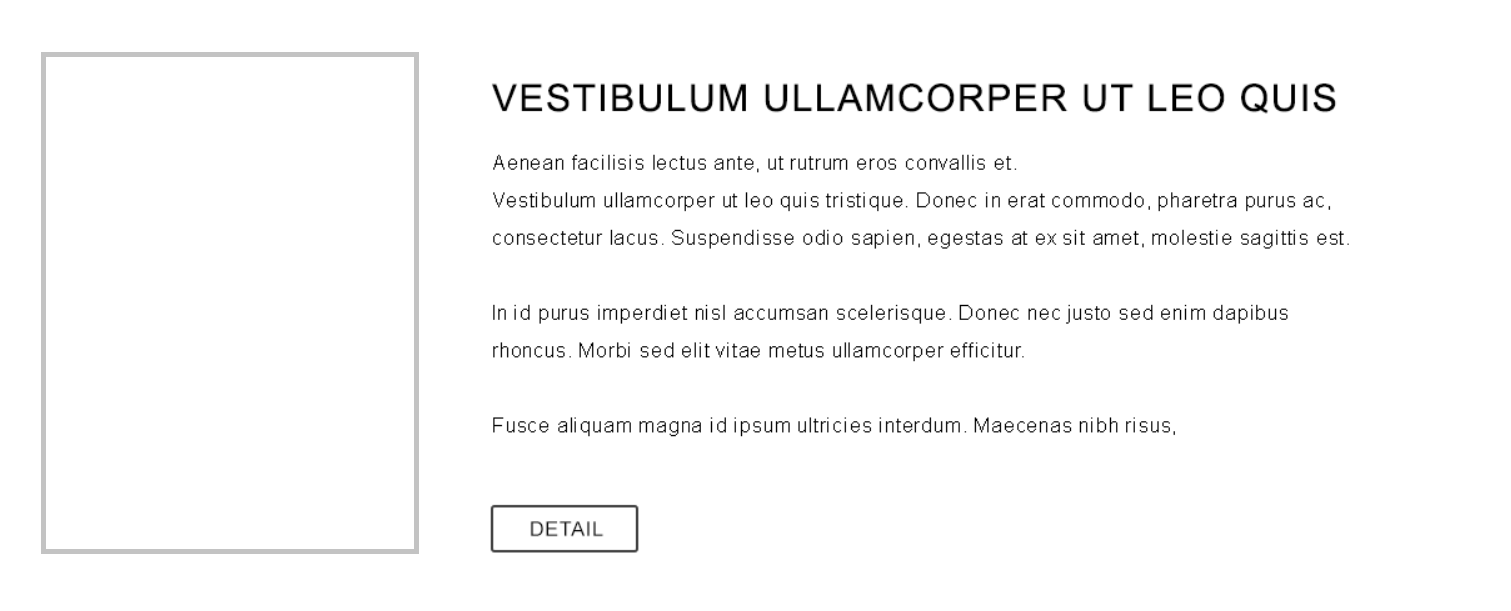 VESTIBULUM ULLAMCORPER UT LEO QUIS
Aenean facilisis lectus ante, ut rutrum eros convallis et.
Vestibulum ullamcorper ut leo quis tristique. Donec in erat commodo, pharetra purus ac,
consectetur lacus. Suspendisse odio sapien, egestas at ex sit amet, molestie sagittis est.
In id purus imperdiet nisl accumsan scelerisque. Donec nec justo sed enim dapibus
rhoncus. Morbi sed elit vitae metus ullamcorper efficitur.
Fusce aliquam magna id ipsum ultricies interdum. Maecenas nibh risus,
DETAIL